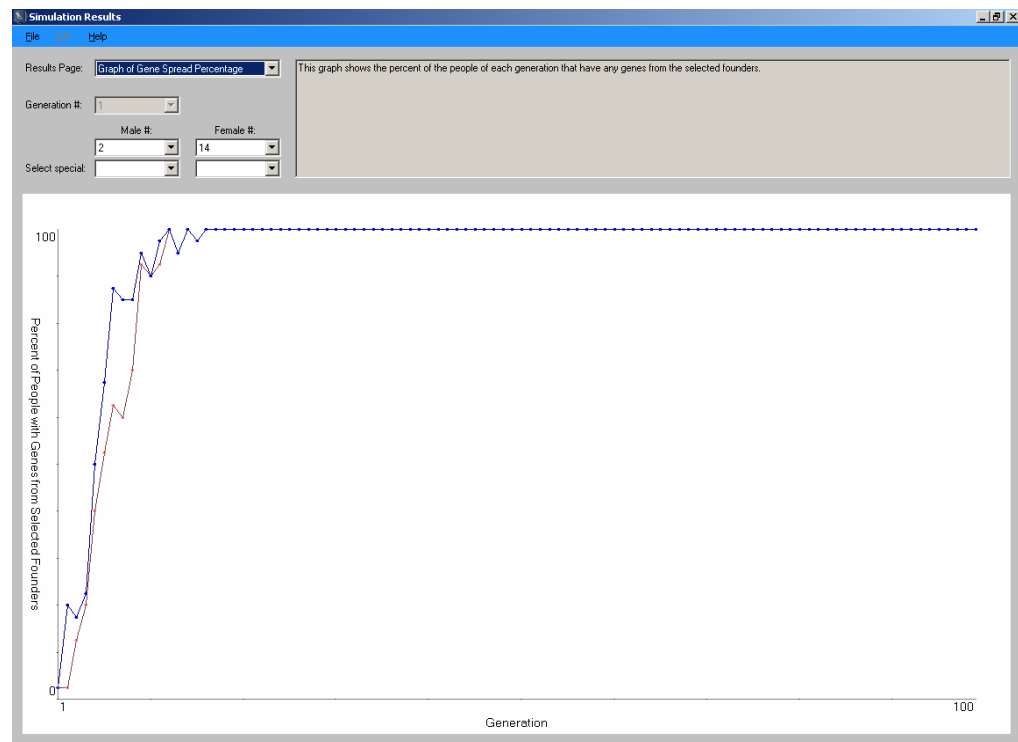 Simulation Results
File Help
Results Page: Graph of Gene Spread Percentage
This graph shows the percent of the people of each generation that have any genes from the selected founders.
Generation #: 1
Male #: Female #:
2 14
Select special:
100
Percent of People with Genes from Selected Founders
0
1 100
Generation